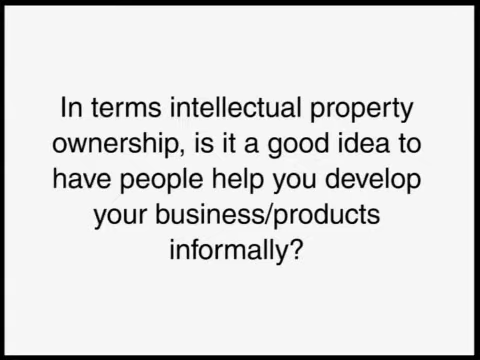 In terms intellectual property
ownership, is it a good idea to
have people help you develop
your business/products
informally?